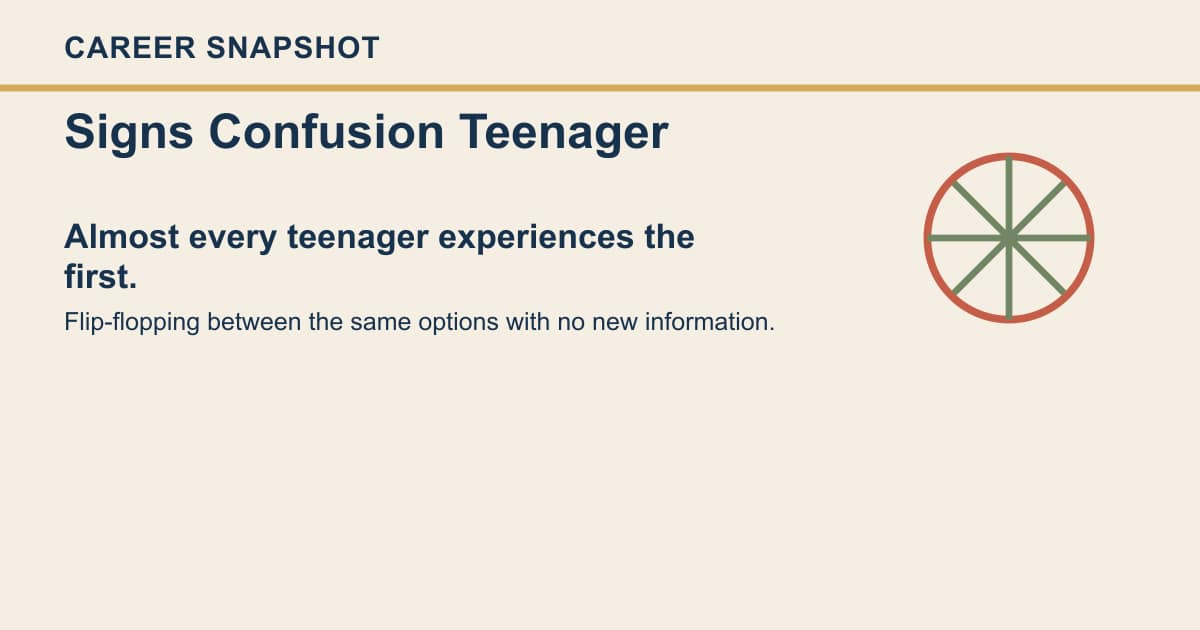 CAREER SNAPSHOT
Signs Confusion Teenager
Almost every teenager experiences the
first.
Flip-flopping between the same options with no new information.